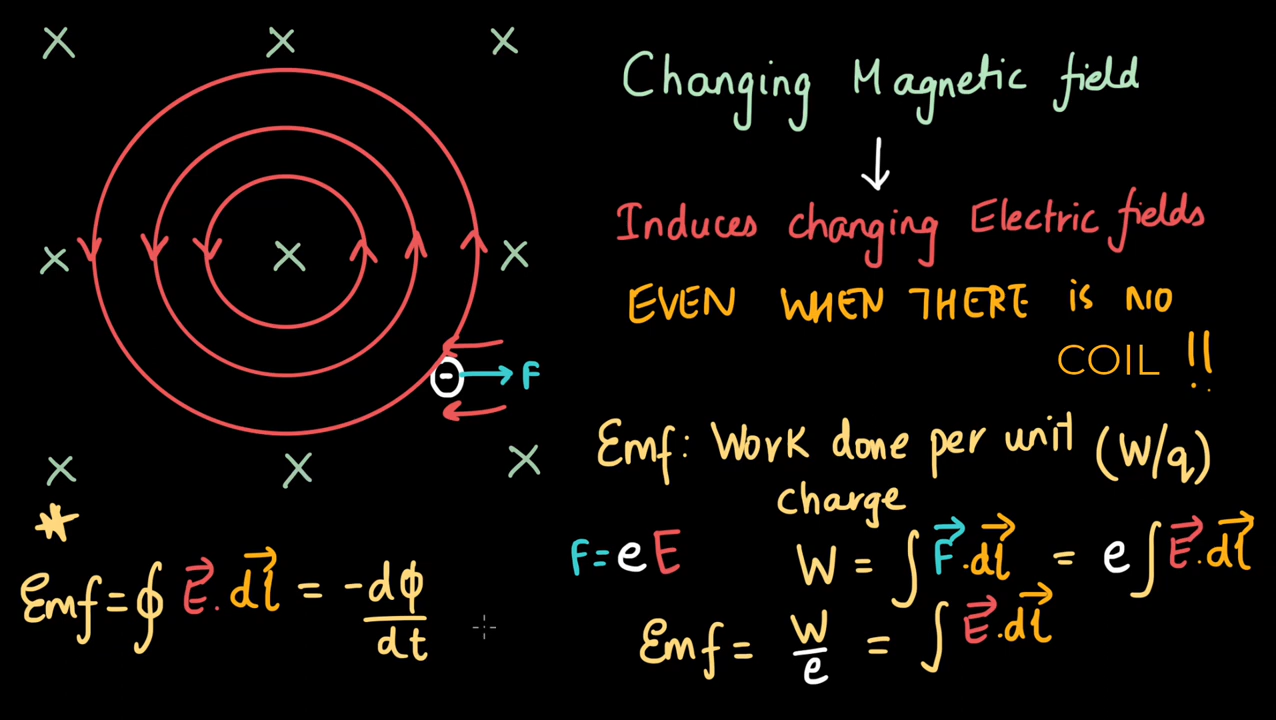 Changing Magnetic field
↓
Induces changing Electric fields
EVEN WHEN THERE is NO
COIL !!
- → F
Emf: Work done per unit (W/q)
charge
F = eE
W = ∫ F⃗ . dl⃗ = e ∫ E⃗ . dl⃗
Emf = W/e = ∫ E⃗ . dl⃗
*
Emf = ∮ E⃗ . dl⃗ = -dϕ/dt